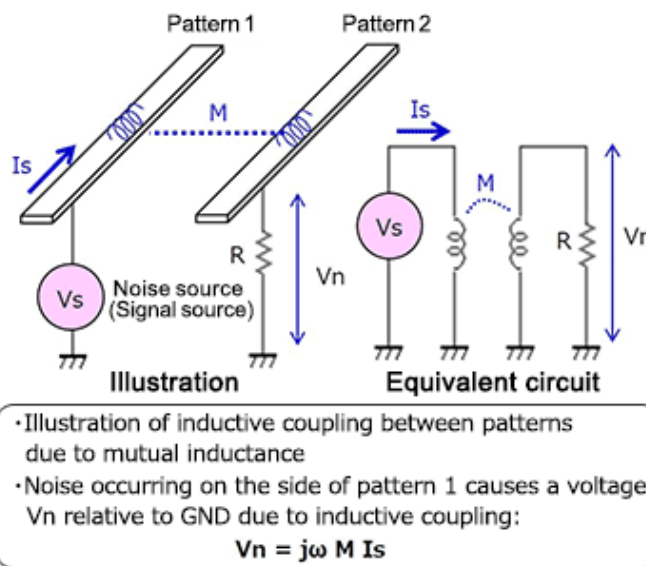 Pattern 1
Pattern 2
M
Is
Is
M
Vs
Noise source
(Signal source)
R
Vn
Vs
R
Illustration
Equivalent circuit
・Illustration of inductive coupling between patterns
due to mutual inductance
・Noise occurring on the side of pattern 1 causes a voltage
Vn relative to GND due to inductive coupling:
Vn = jω M Is